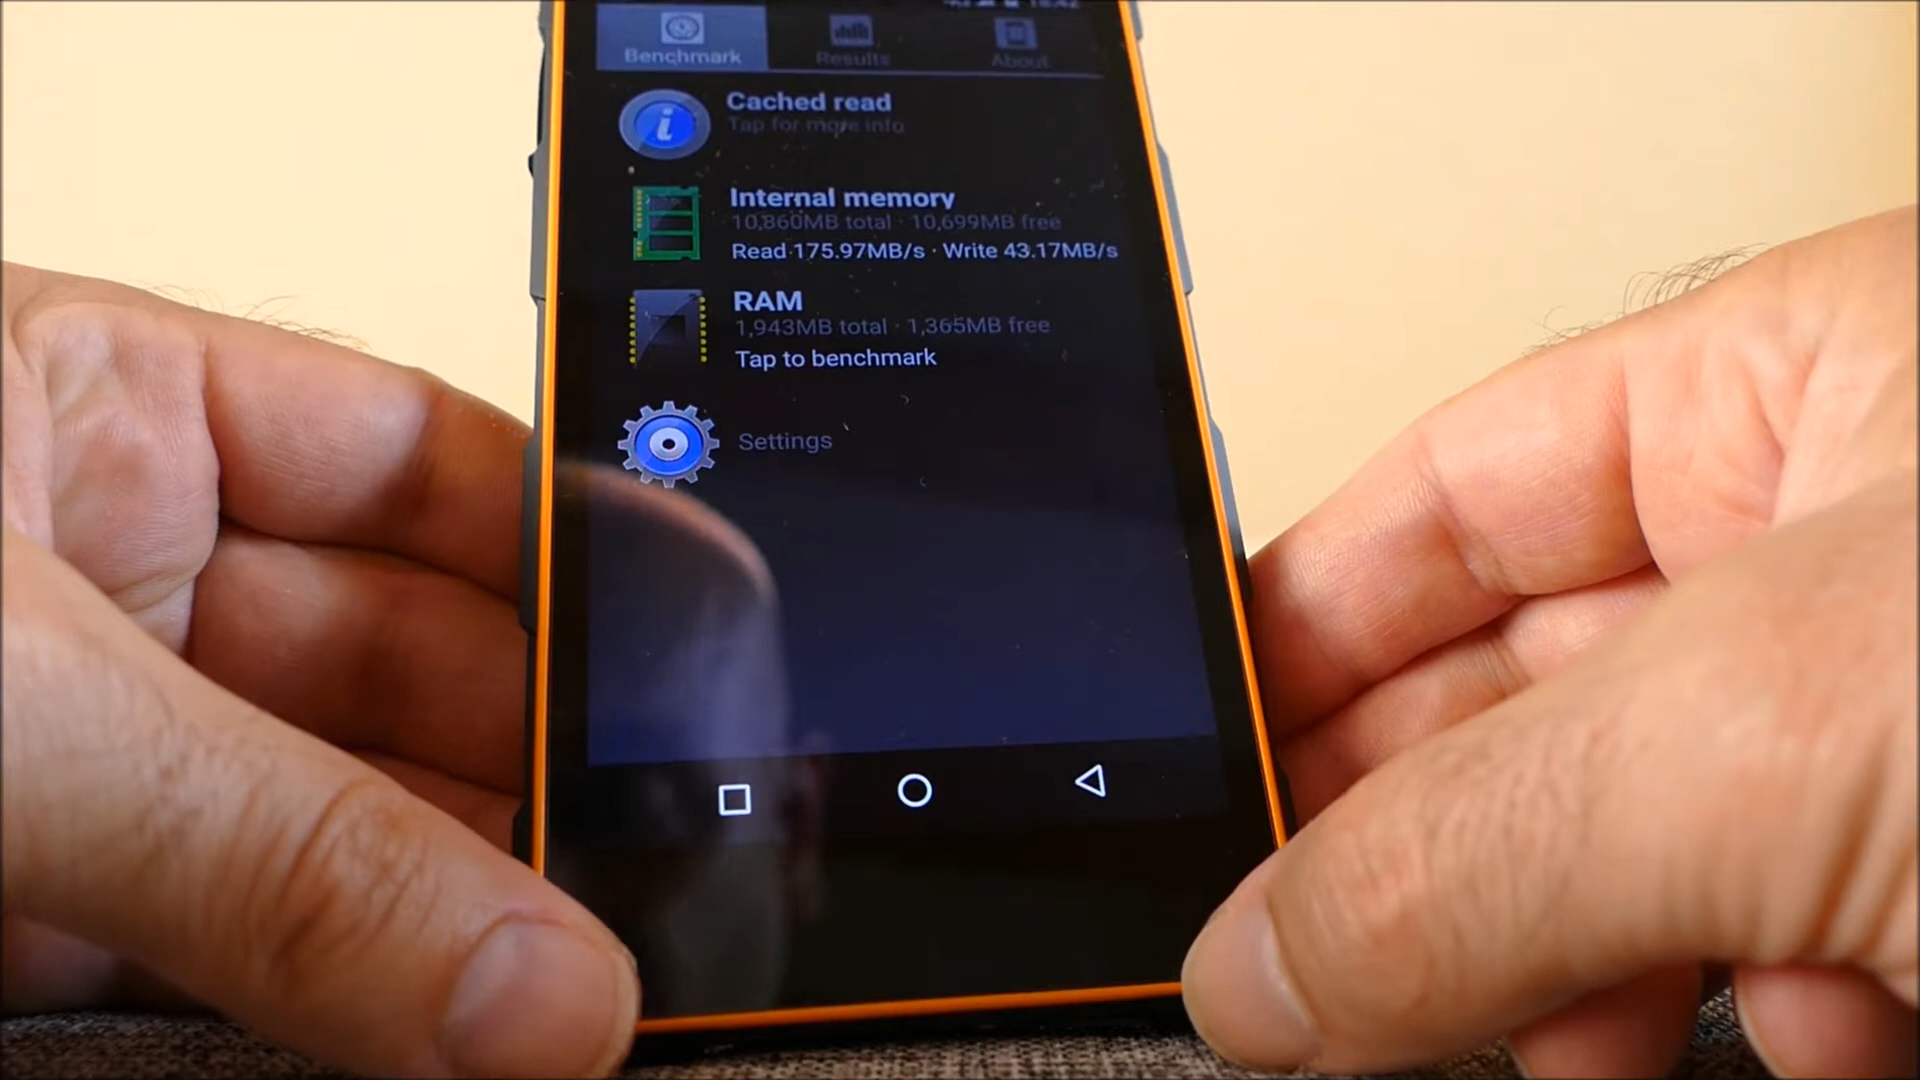 Benchmark
Results
About
Cached read
Tap for more info
Internal memory
10,860MB total · 10,699MB free
Read 175.97MB/s · Write 43.17MB/s
RAM
1,943MB total · 1,365MB free
Tap to benchmark
Settings